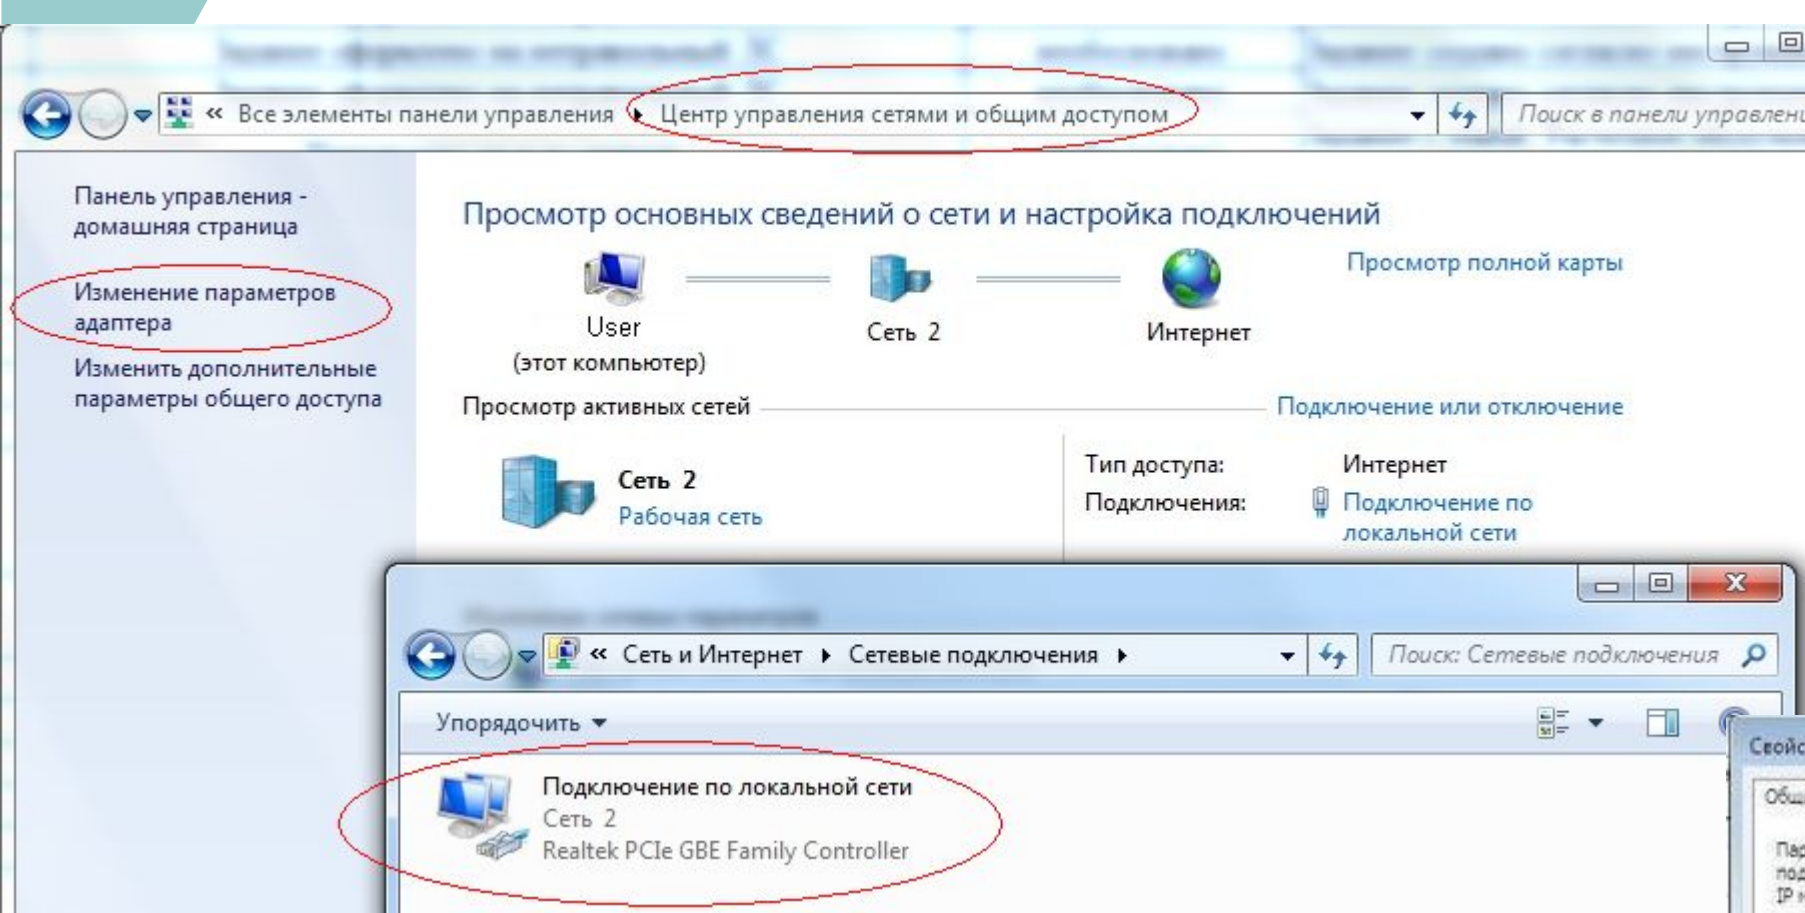 « Все элементы панели управления Центр управления сетями и общим доступом
Поиск в панели
Панель управления -
домашняя страница
Изменение параметров
адаптера
Изменить дополнительные
параметры общего доступа
Просмотр основных сведений о сети и настройка подключений
Просмотр полной карты
User
(этот компьютер)
Сеть 2
Интернет
Просмотр активных сетей
Подключение или отключение
Сеть 2
Рабочая сеть
Тип доступа: Интернет
Подключения: Подключение по
локальной сети
« Сеть и Интернет Сетевые подключения
Поиск: Сетевые подключения
Упорядочить
Подключение по локальной сети
Сеть 2
Realtek PCIe GBE Family Controller
IP